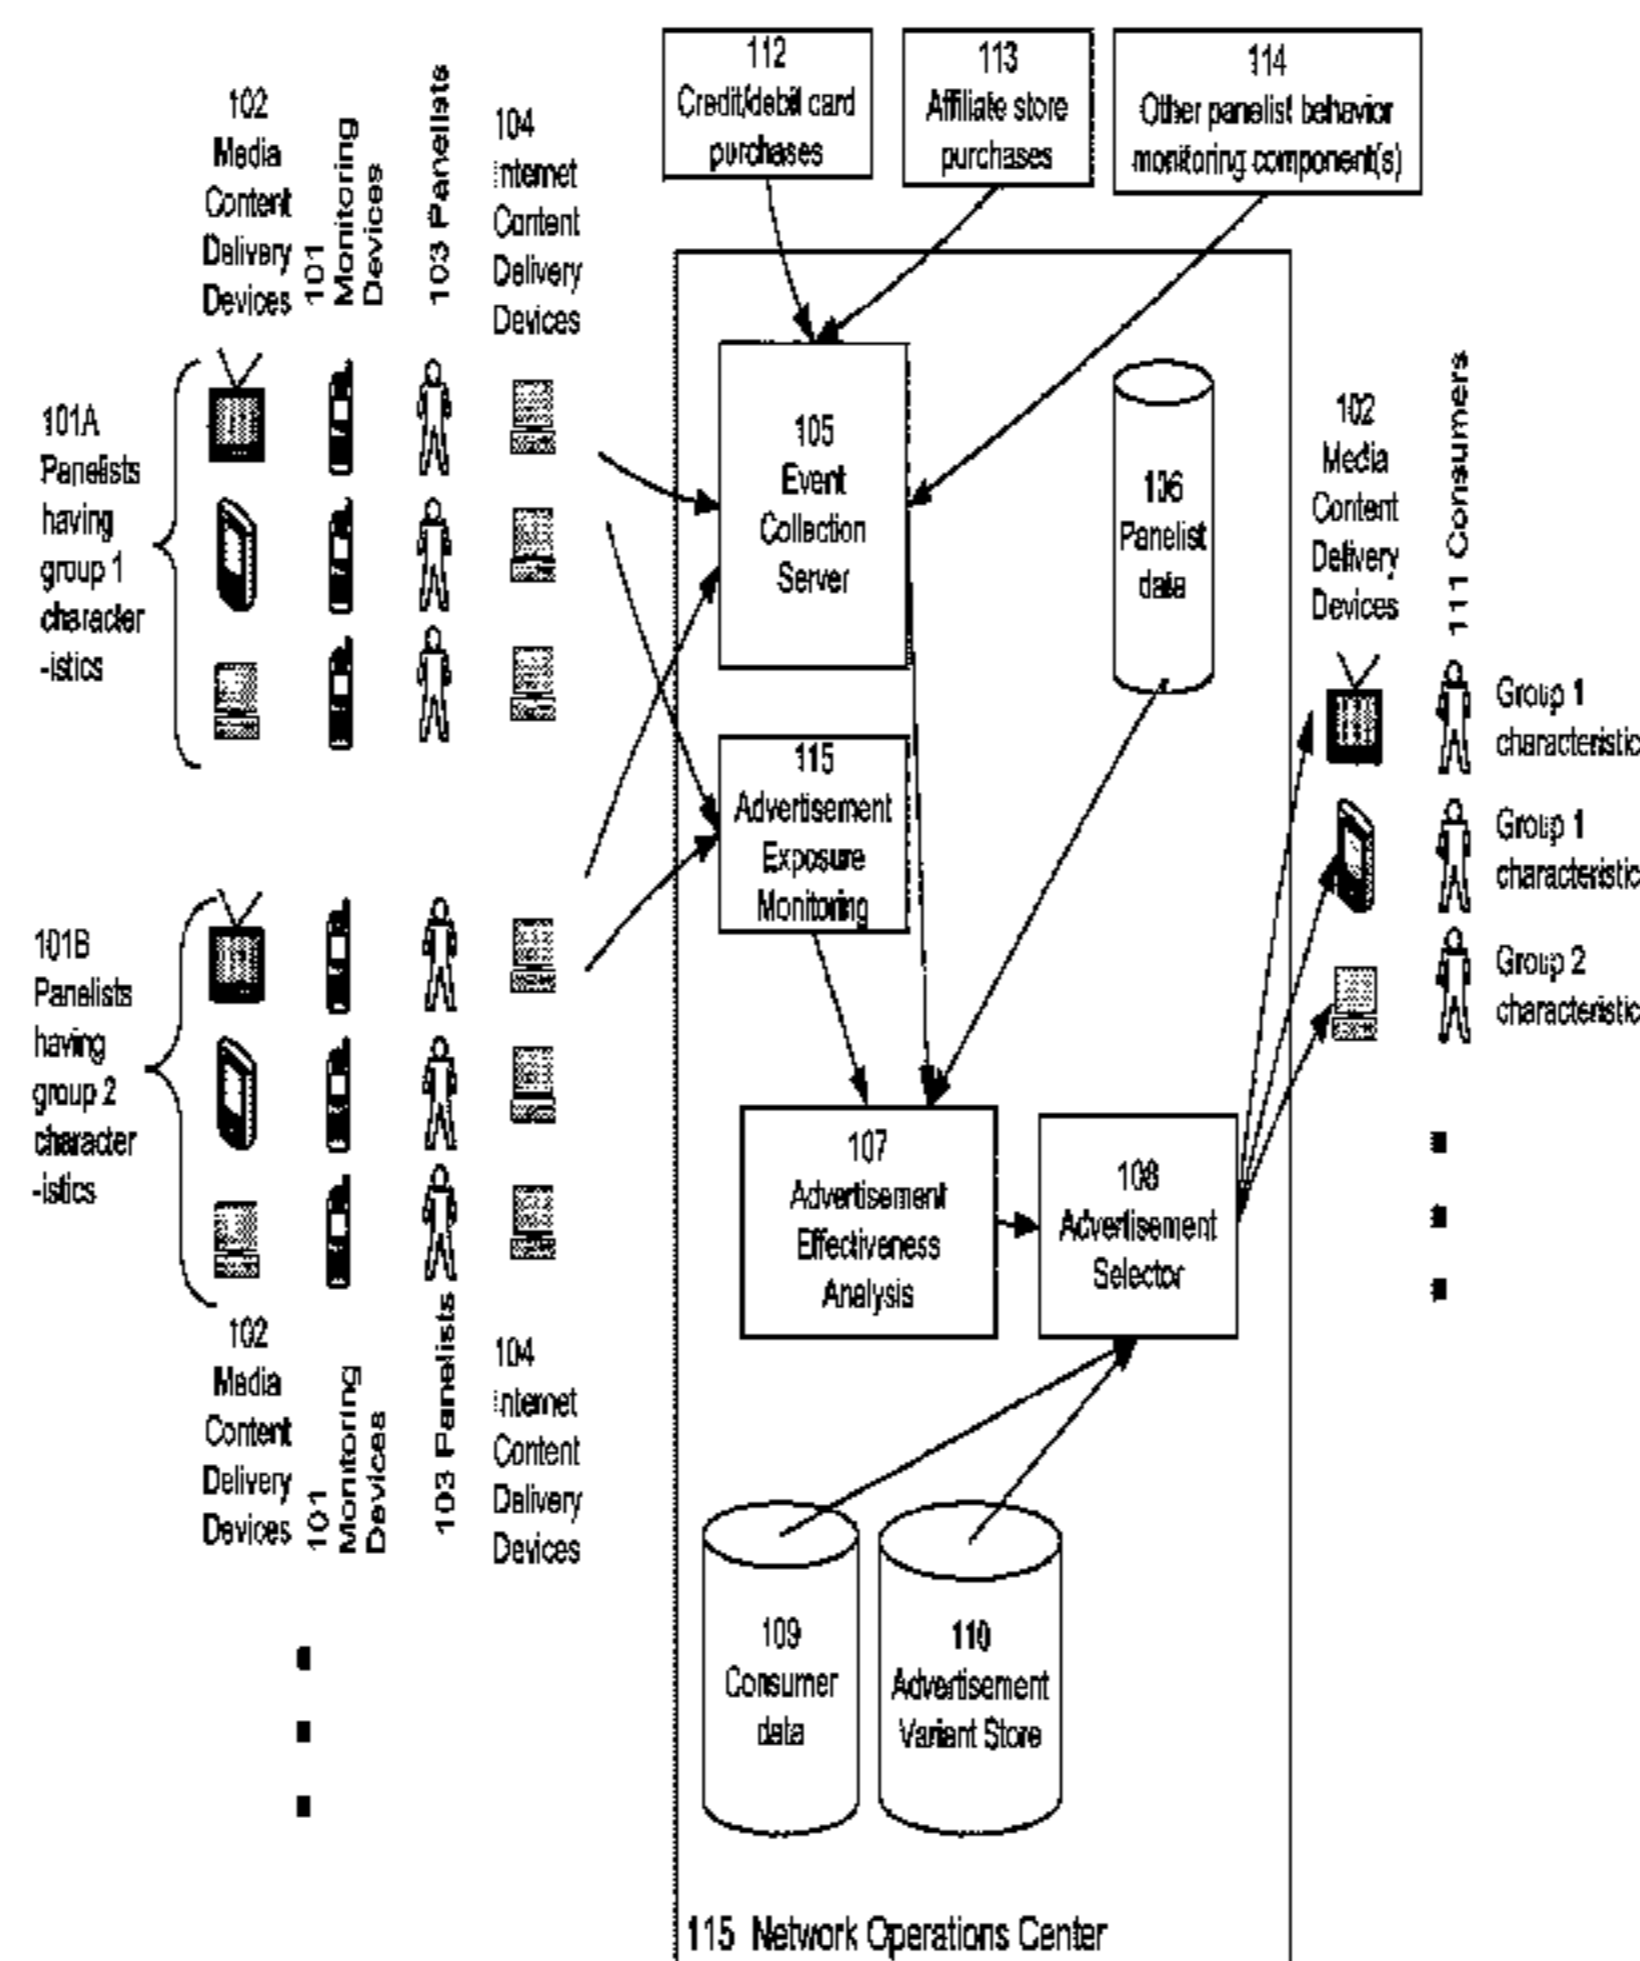 112
Credit/debit card
purchases
113
Affiliate store
purchases
114
Other panelist behavior
monitoring component(s)
102
Media
Content
Delivery
Devices
101
Monitoring
Devices
103 Panelists
104
Internet
Content
Delivery
Devices
101A
Panelists
having
group 1
character
-istics
105
Event
Collection
Server
106
Panelist
data
102
Media
Content
Delivery
Devices
111 Consumers
Group 1
characteristic
Group 1
characteristic
Group 2
characteristic
115
Advertisement
Exposure
Monitoring
101B
Panelists
having
group 2
character
-istics
107
Advertisement
Effectiveness
Analysis
108
Advertisement
Selector
102
Media
Content
Delivery
Devices
101
Monitoring
Devices
103 Panelists
104
Internet
Content
Delivery
Devices
109
Consumer
data
110
Advertisement
Variant Store
115 Network Operations Center